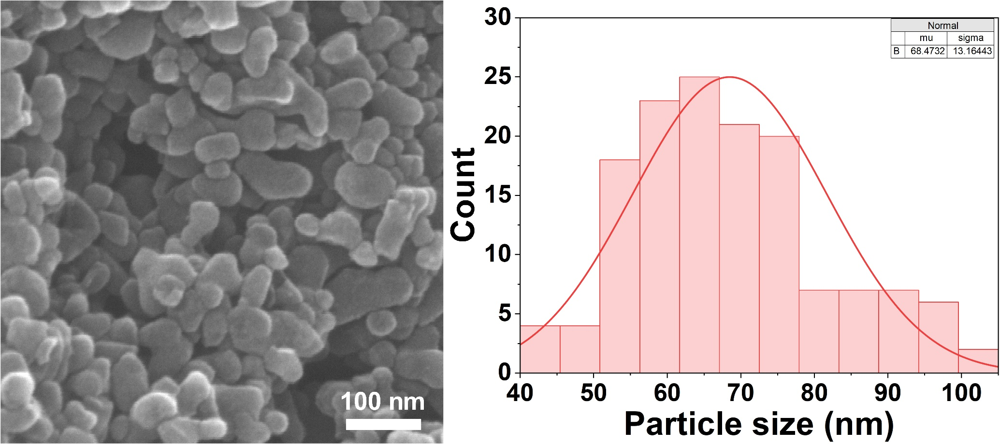 100 nm
30
25
20
15
10
5
0
Count
40 50 60 70 80 90 100
Particle size (nm)
Normal
mu sigma
B 68.4732 13.16443